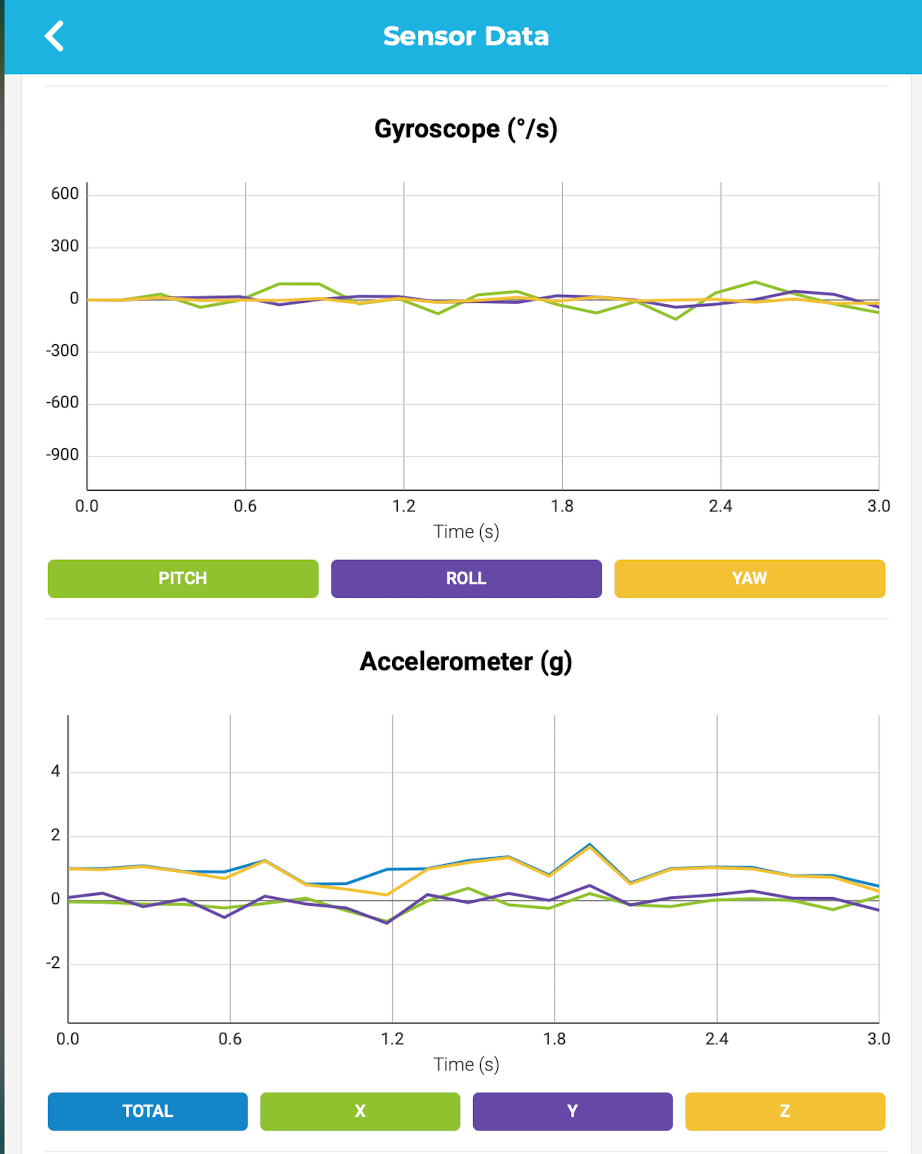 Sensor Data
Gyroscope (°/s)
600
300
0
-300
-600
-900
0.0 0.6 1.2 1.8 2.4 3.0
Time (s)
PITCH ROLL YAW
Accelerometer (g)
4
2
0
-2
0.0 0.6 1.2 1.8 2.4 3.0
Time (s)
TOTAL X Y Z